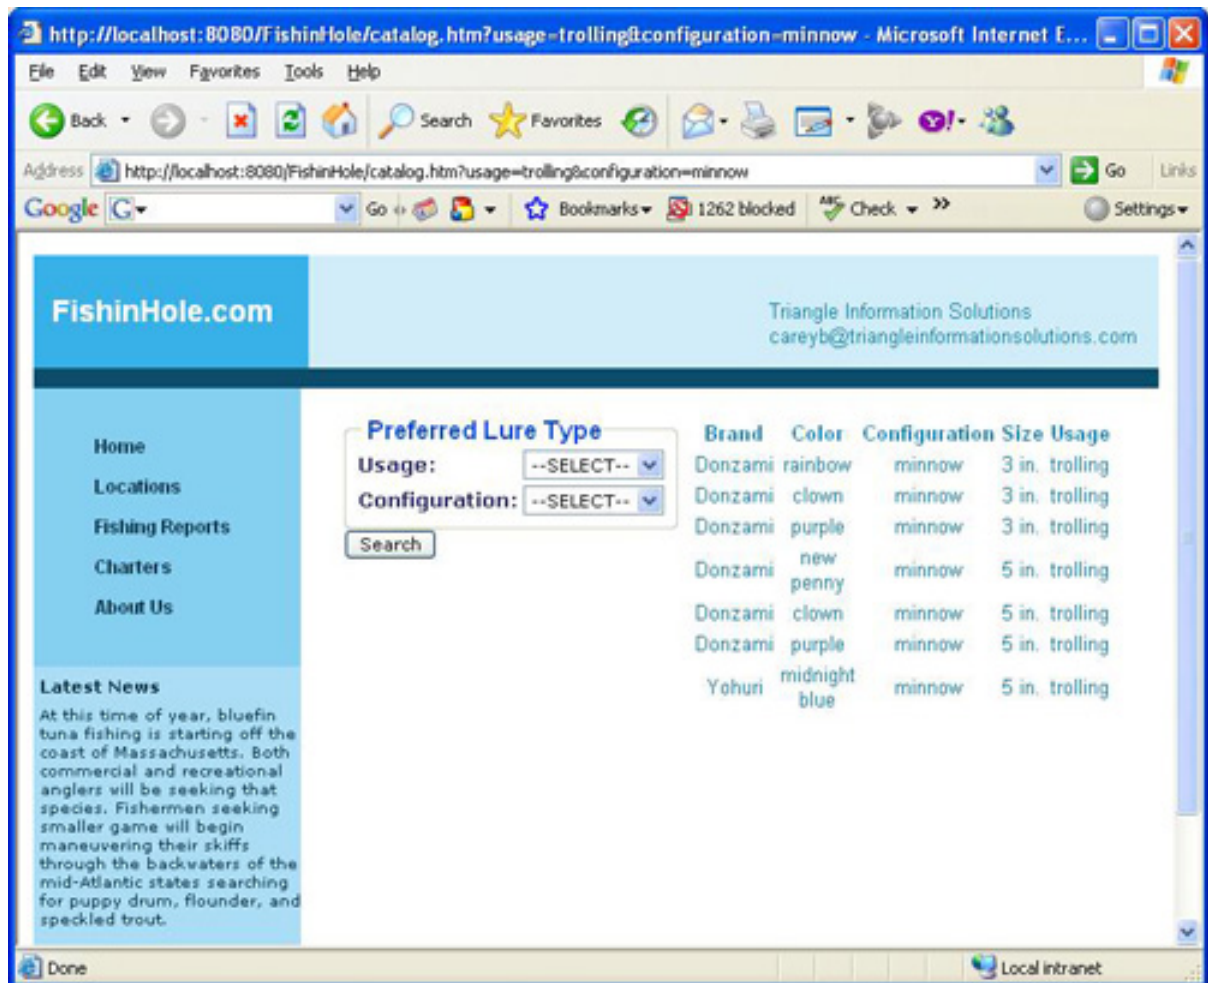 http://localhost:8080/FishinHole/catalog.htm?usage=trolling&configuration=minnow - Microsoft Internet E...
File Edit View Favorites Tools Help
Back Search Favorites
Address http://localhost:8080/FishinHole/catalog.htm?usage=trolling&configuration=minnow Go Links
Google G Go Bookmarks 1262 blocked ABC Check >> Settings
FishinHole.com
Triangle Information Solutions
careyb@triangleinformationsolutions.com
Home
Locations
Fishing Reports
Charters
About Us
Latest News
At this time of year, bluefin
tuna fishing is starting off the
coast of Massachusetts. Both
commercial and recreational
anglers will be seeking that
species. Fishermen seeking
smaller game will begin
maneuvering their skiffs
through the backwaters of the
mid-Atlantic states searching
for puppy drum, flounder, and
speckled trout.
Preferred Lure Type
Usage: --SELECT--
Configuration: --SELECT--
Search
Brand Color Configuration Size Usage
Donzami rainbow minnow 3 in. trolling
Donzami clown minnow 3 in. trolling
Donzami purple minnow 3 in. trolling
Donzami new penny minnow 5 in. trolling
Donzami clown minnow 5 in. trolling
Donzami purple minnow 5 in. trolling
Yohuri midnight blue minnow 5 in. trolling
Done Local intranet